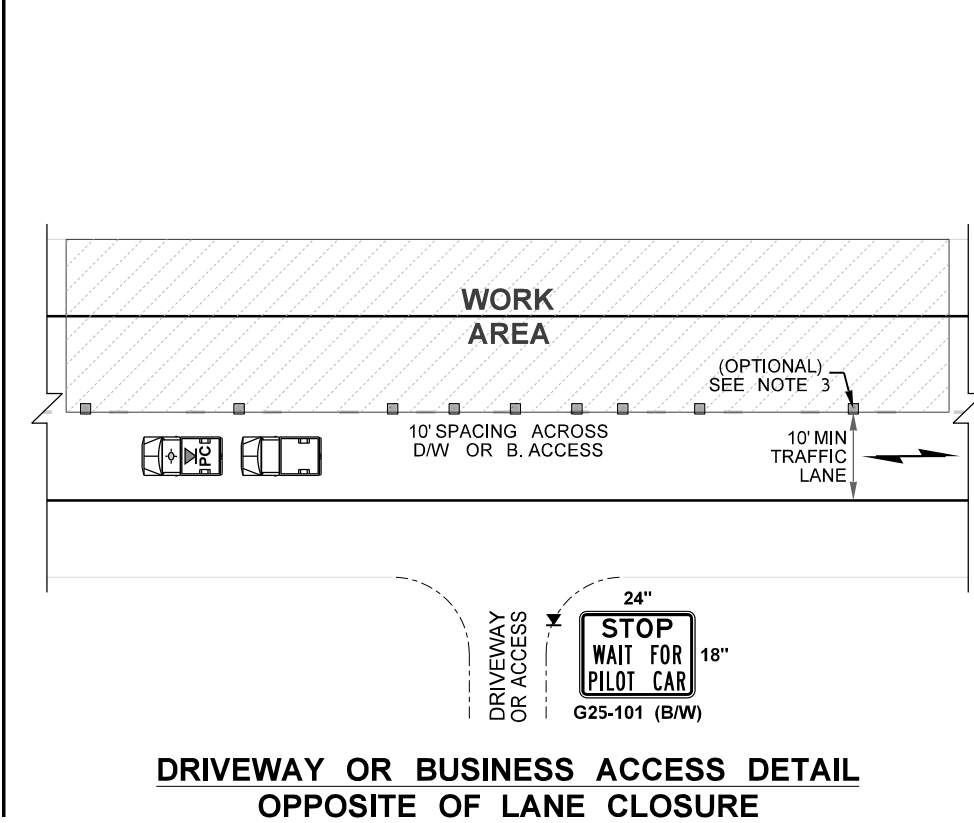 WORK
AREA
(OPTIONAL)
SEE NOTE 3
10' SPACING ACROSS
D/W OR B. ACCESS
10' MIN
TRAFFIC
LANE
PC
DRIVEWAY
OR ACCESS
24"
STOP
WAIT FOR
PILOT CAR
18"
G25-101 (B/W)
DRIVEWAY OR BUSINESS ACCESS DETAIL
OPPOSITE OF LANE CLOSURE